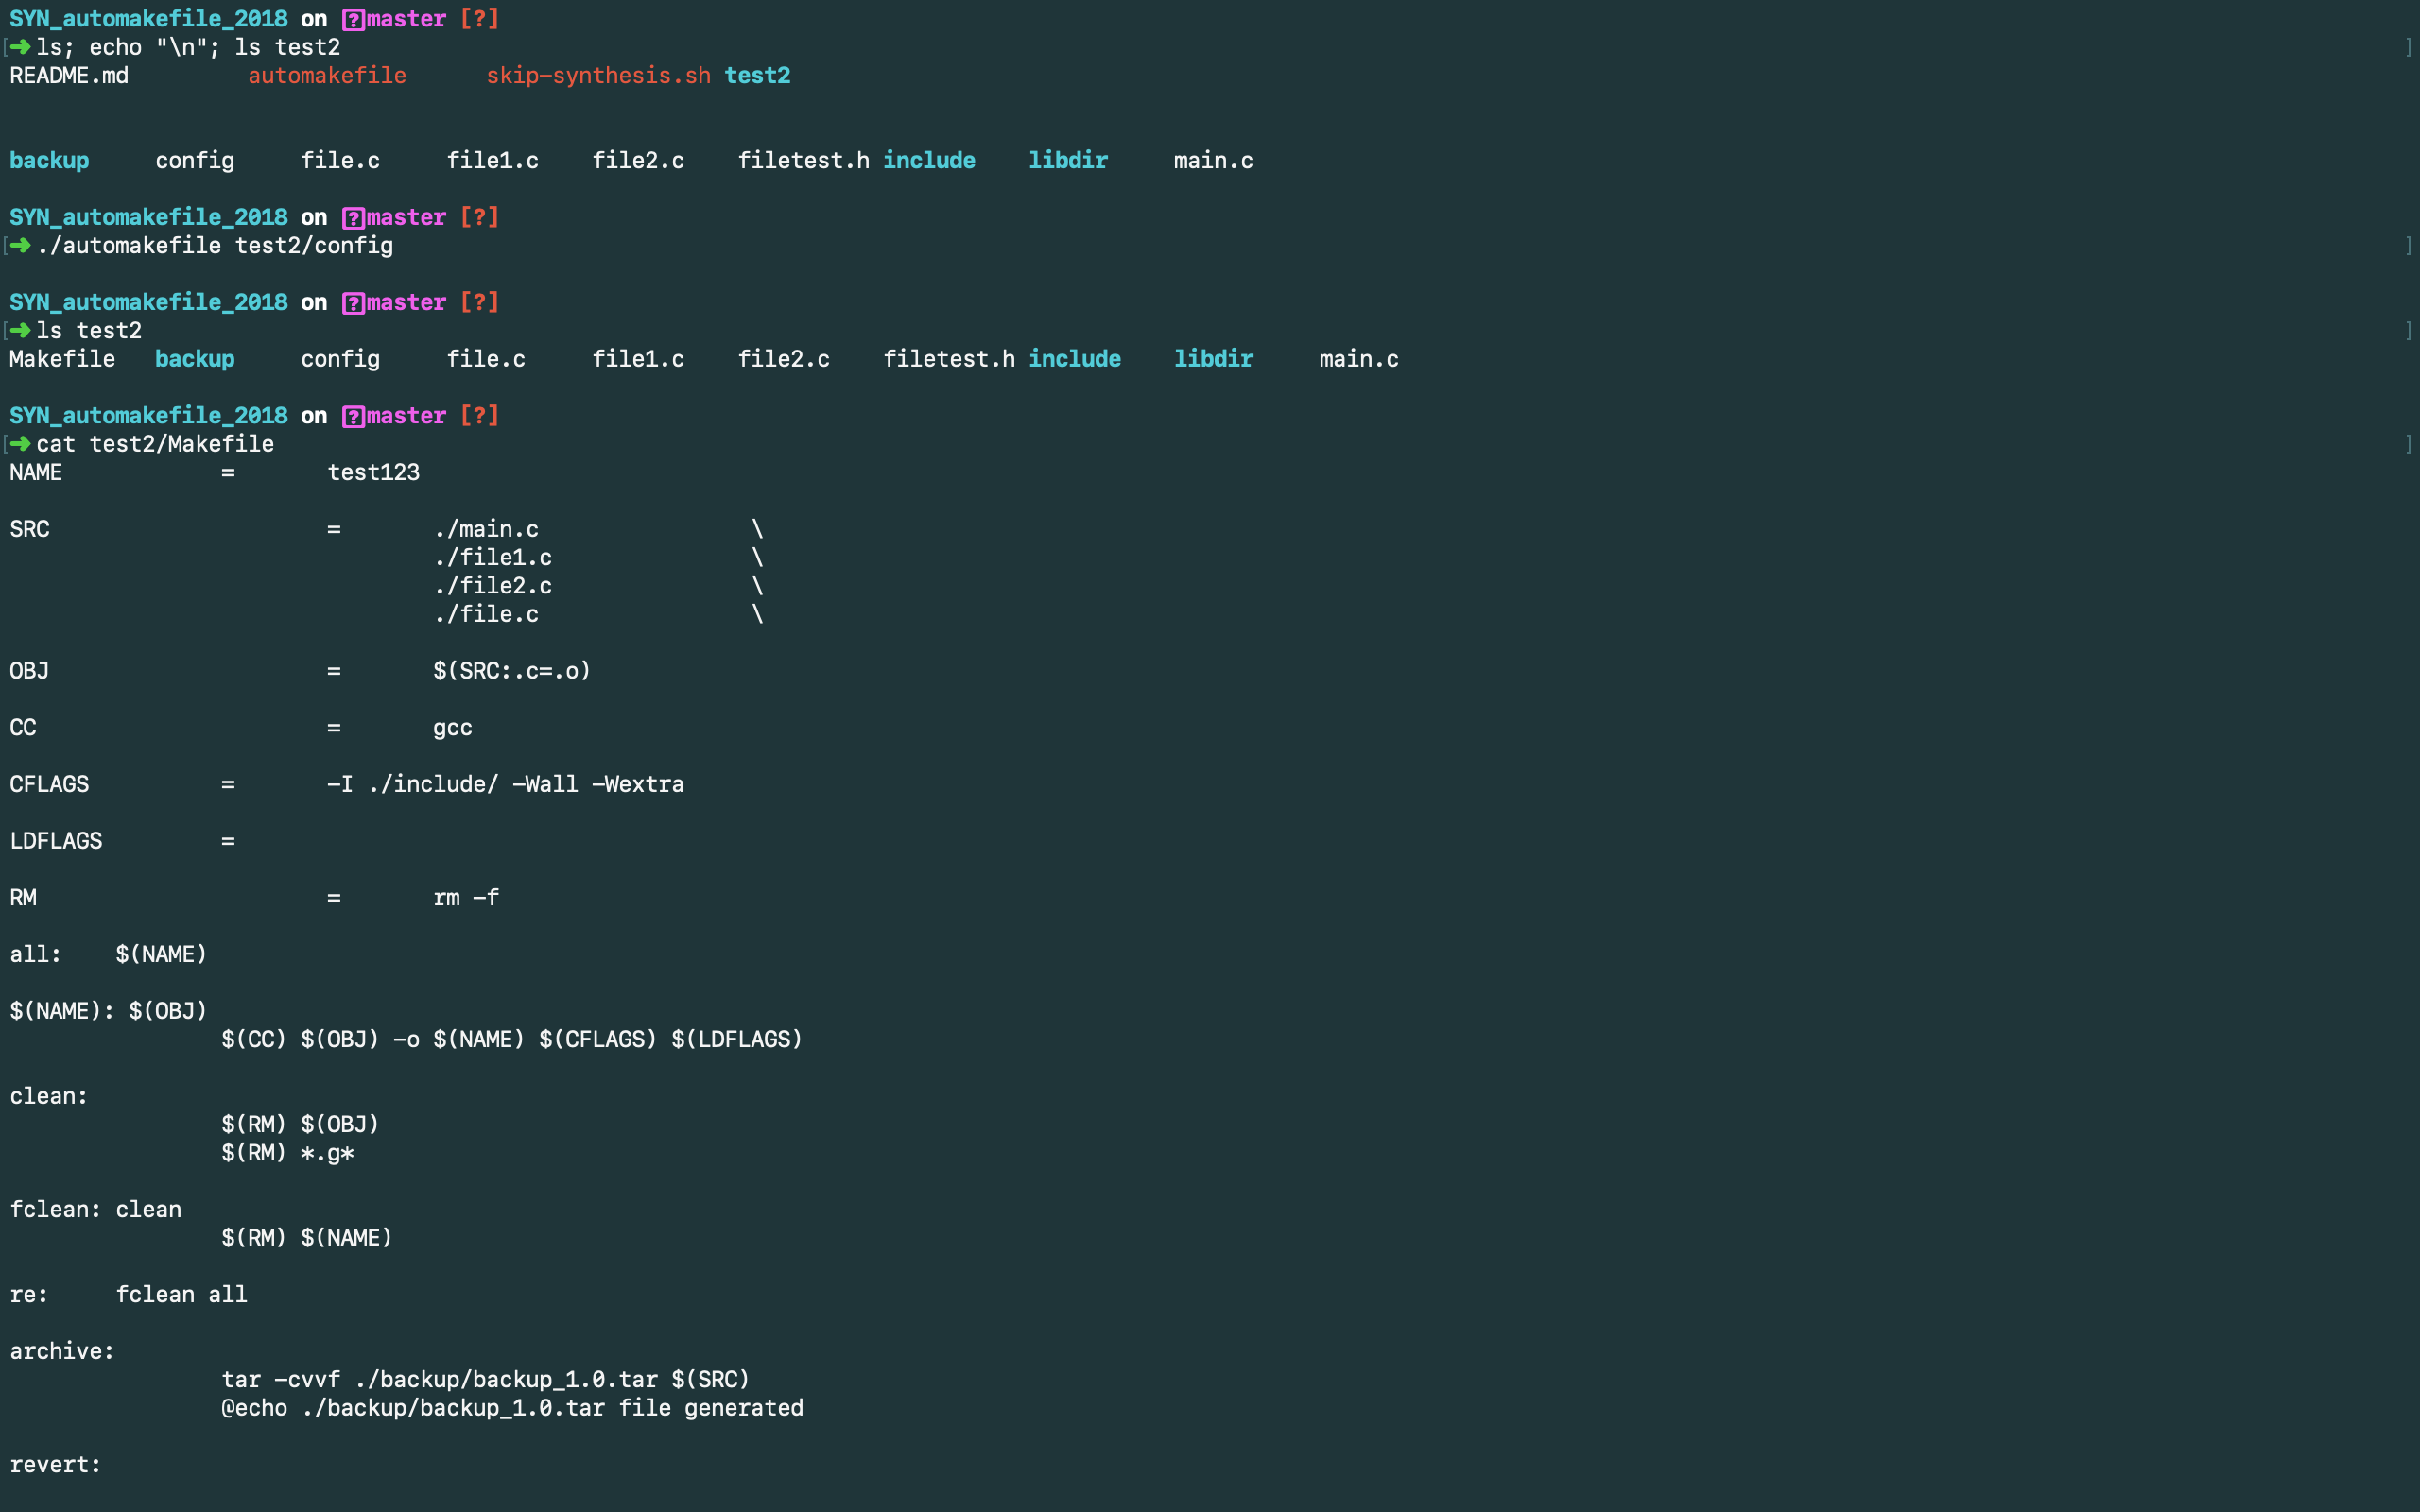 SYN_automakefile_2018 on ?master [?]
[➜ ls; echo "\n"; ls test2 ]
README.md automakefile skip-synthesis.sh test2
backup config file.c file1.c file2.c filetest.h include libdir main.c
SYN_automakefile_2018 on ?master [?]
[➜ ./automakefile test2/config ]
SYN_automakefile_2018 on ?master [?]
[➜ ls test2 ]
Makefile backup config file.c file1.c file2.c filetest.h include libdir main.c
SYN_automakefile_2018 on ?master [?]
[➜ cat test2/Makefile ]
NAME = test123
SRC = ./main.c \
./file1.c \
./file2.c \
./file.c \
OBJ = $(SRC:.c=.o)
CC = gcc
CFLAGS = -I ./include/ -Wall -Wextra
LDFLAGS =
RM = rm -f
all: $(NAME)
$(NAME): $(OBJ)
$(CC) $(OBJ) -o $(NAME) $(CFLAGS) $(LDFLAGS)
clean:
$(RM) $(OBJ)
$(RM) *.g*
fclean: clean
$(RM) $(NAME)
re: fclean all
archive:
tar -cvvf ./backup/backup_1.0.tar $(SRC)
@echo ./backup/backup_1.0.tar file generated
revert: